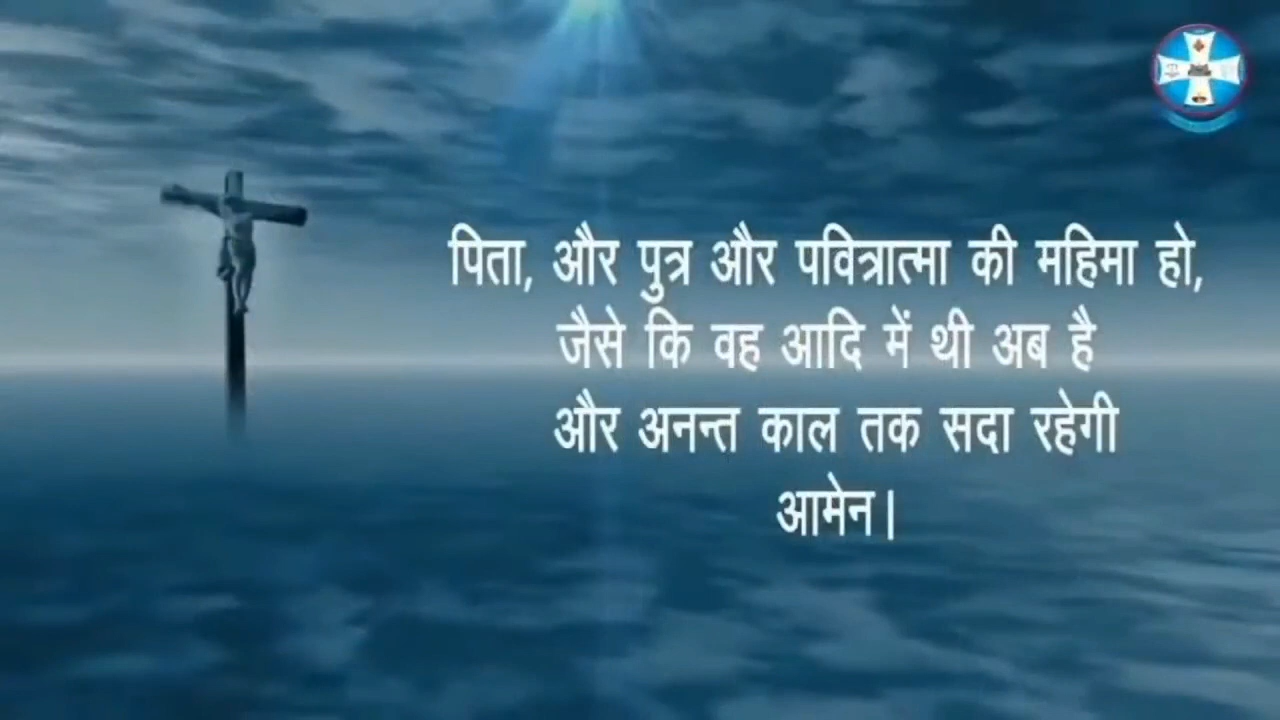 पिता, और पुत्र और पवित्रात्मा की महिमा हो,
जैसे कि वह आदि में थी अब है
और अनन्त काल तक सदा रहेगी
आमेन।